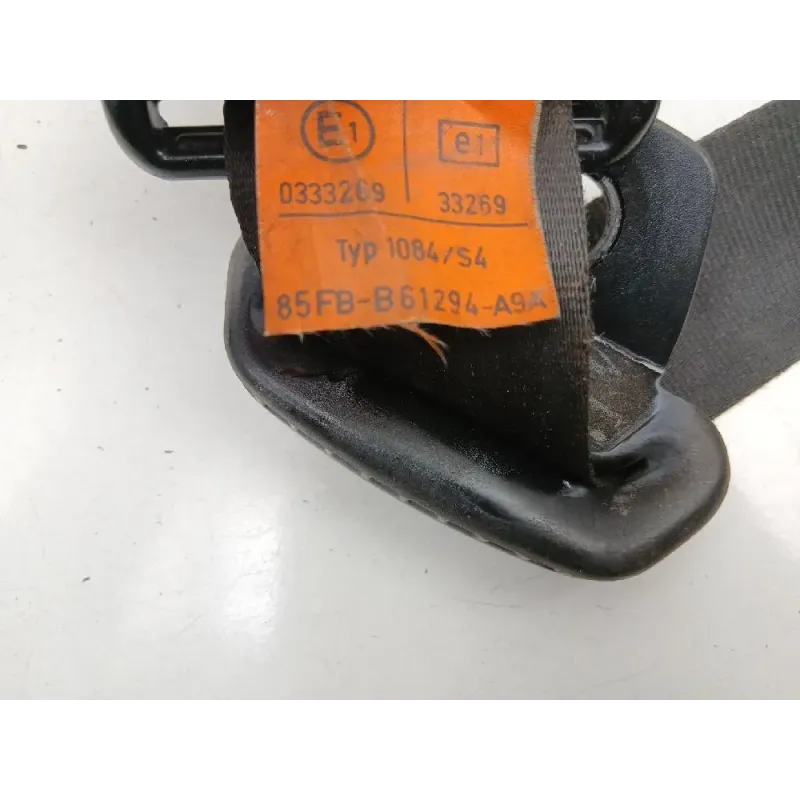 E1 e1
0333269 33269
Typ 1084/S4
85FB-B61294-A9A